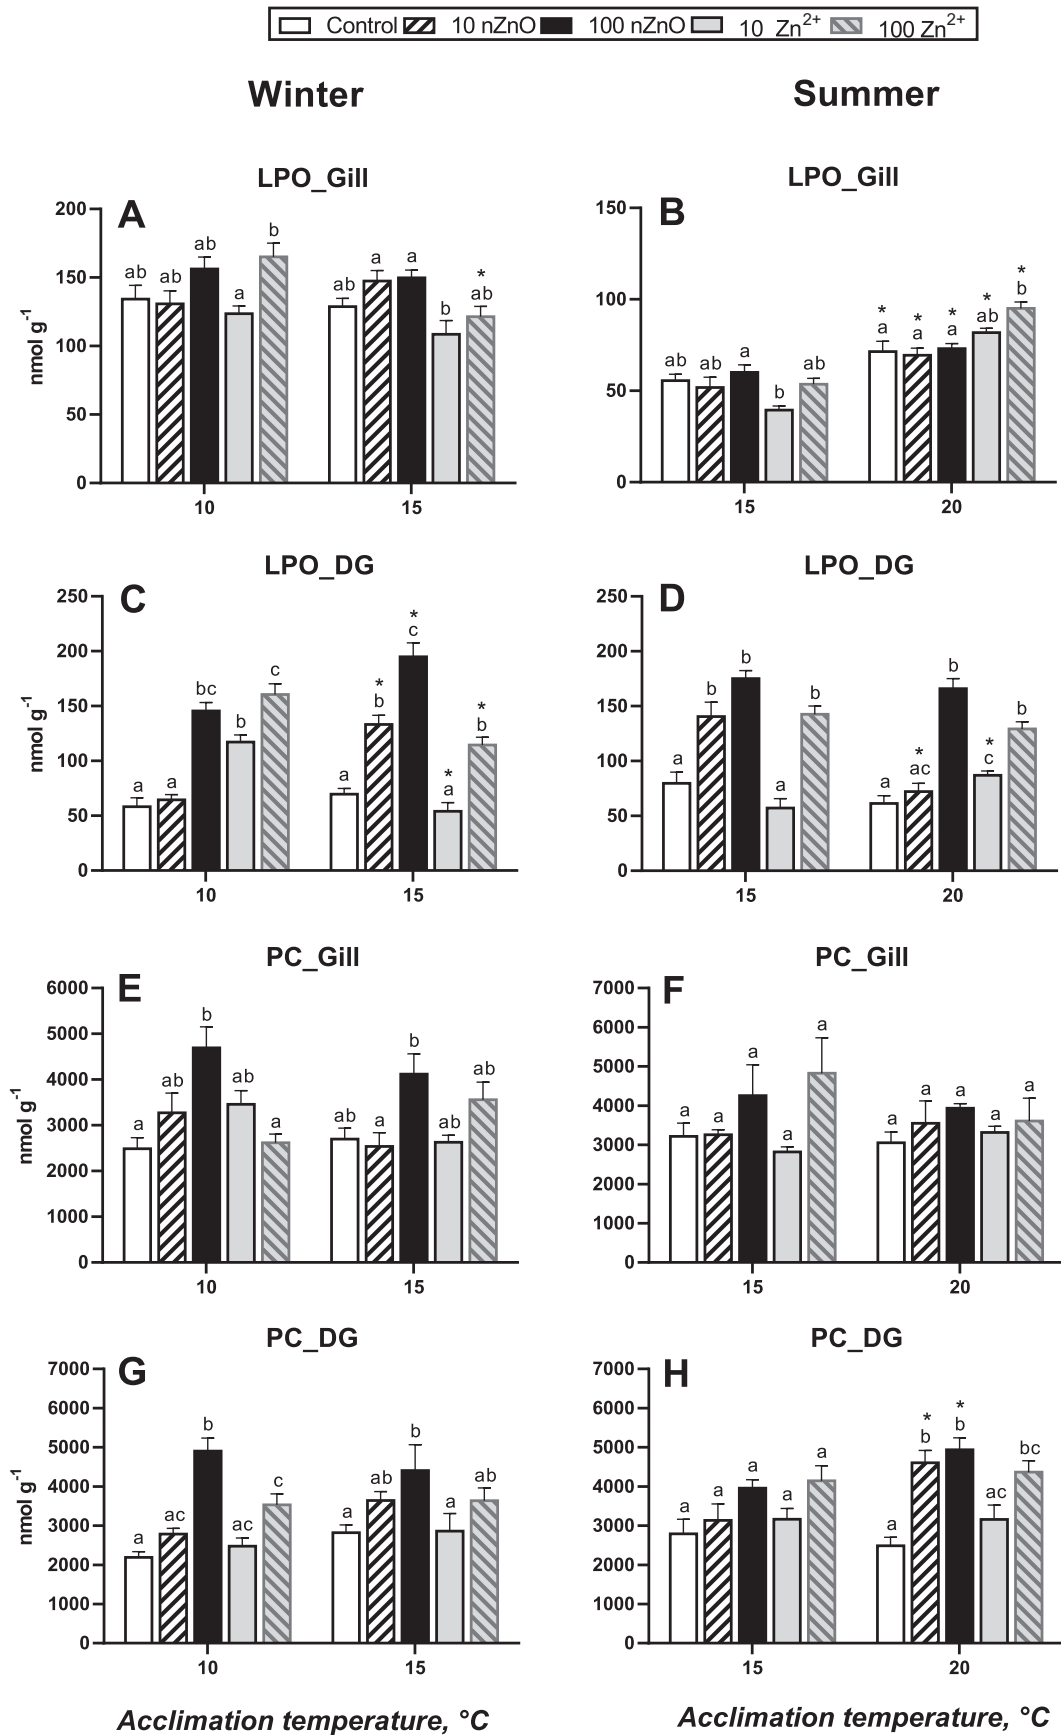 Control 10 nZnO 100 nZnO 10 Zn2+ 100 Zn2+
Winter Summer
LPO_Gill
A
nmol g-1
200
150
100
50
0
ab ab ab a b
ab a a b * ab
10 15
LPO_Gill
B
150
100
50
0
ab ab a b ab
* a * a * a * ab * b
15 20
LPO_DG
C
nmol g-1
250
200
150
100
50
0
a a bc b c
a * b * c * a * b
10 15
LPO_DG
D
250
200
150
100
50
0
a b b a b
a * ac b * c b
15 20
PC_Gill
E
nmol g-1
6000
5000
4000
3000
2000
1000
0
a ab b ab a
ab a b ab ab
10 15
PC_Gill
F
7000
6000
5000
4000
3000
2000
1000
0
a a a a a
a a a a a
15 20
PC_DG
G
nmol g-1
7000
6000
5000
4000
3000
2000
1000
0
a ac b ac c
a ab b a ab
10 15
Acclimation temperature, °C
PC_DG
H
7000
6000
5000
4000
3000
2000
1000
0
a a a a a
a * b * b ac bc
15 20
Acclimation temperature, °C